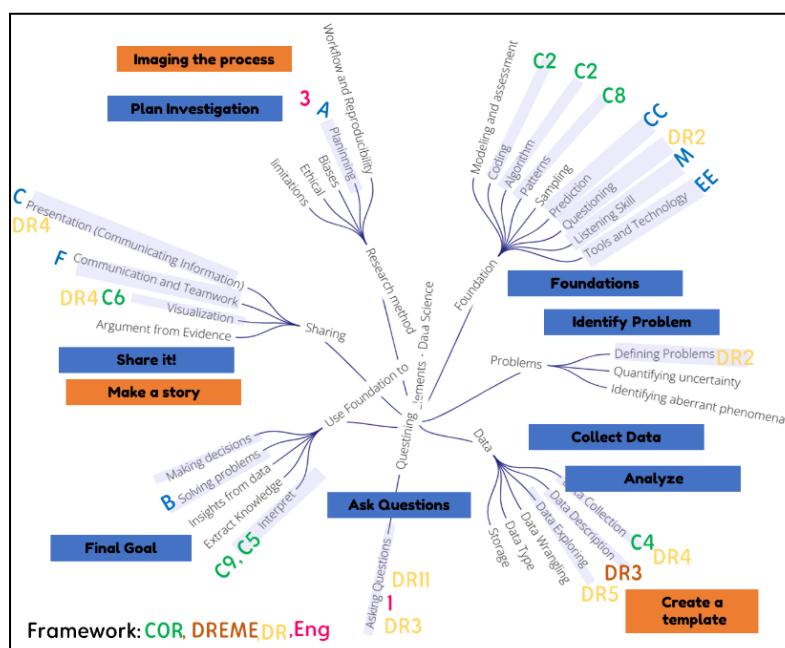 Imaging the process
Plan Investigation
3
A
Workflow and Reproducibility
Planinning
Biases
Ethical
limitations
Research method
C2
C2
C8
CC
DR2
M
EE
Modeling and assessment
Coding
Algorithm
Patterns
Sampling
Prediction
Questioning
Listening Skill
Tools and Technology
Foundation
Foundations
Identify Problem
C
Presentation (Communicating Information)
DR4
F
Communication and Teamwork
DR4 C6
Visualization
Argument from Evidence
Sharing
Share it!
Make a story
Problems
Defining Problems
DR2
Quantifying uncertainty
Identifying aberrant phenomena
Elements - Data Science
Use Foundation to
Making decisions
B
Solving problems
Insights from data
Extract Knowledge
Interpret
C9, C5
Final Goal
Questining
Ask Questions
Asking Questions
DR11
1
DR3
Collect Data
Analyze
Data
Data Collection
Data Description
Data Exploring
Data Wrangling
Data Type
Storage
C4
DR4
DR3
DR5
Create a
template
Framework: COR, DREME, DR, Eng